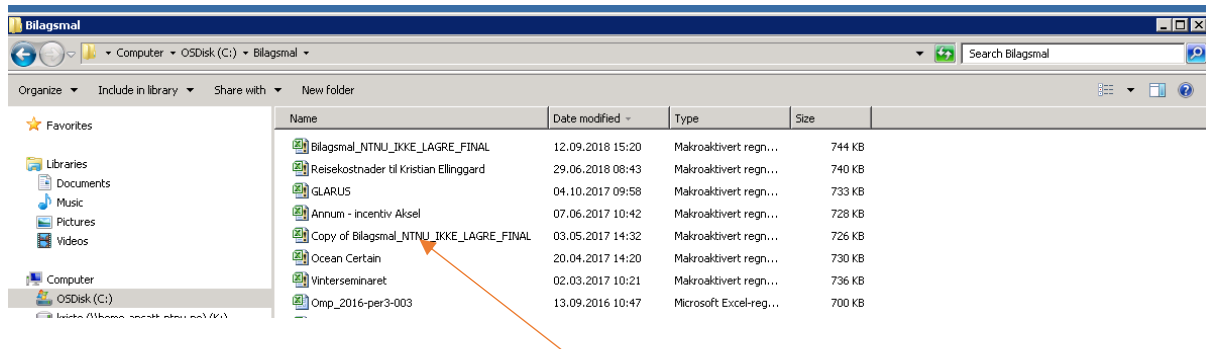 Bilagsmal
Computer OSDisk (C:) Bilagsmal
Search Bilagsmal
Organize Include in library Share with New folder
Favorites
Libraries
Documents
Music
Pictures
Videos
Computer
OSDisk (C:)
Name Date modified Type Size
Bilagsmal_NTNU_IKKE_LAGRE_FINAL 12.09.2018 15:20 Makroaktivert regn... 744 KB
Reisekostnader til Kristian Ellinggard 29.06.2018 08:43 Makroaktivert regn... 740 KB
GLARUS 04.10.2017 09:58 Makroaktivert regn... 733 KB
Annum - incentiv Aksel 07.06.2017 10:42 Makroaktivert regn... 728 KB
Copy of Bilagsmal_NTNU_IKKE_LAGRE_FINAL 03.05.2017 14:32 Makroaktivert regn... 726 KB
Ocean Certain 20.04.2017 14:20 Makroaktivert regn... 730 KB
Vinterseminaret 02.03.2017 10:21 Makroaktivert regn... 736 KB
Omp_2016-per3-003 13.09.2016 10:47 Microsoft Excel-reg... 700 KB